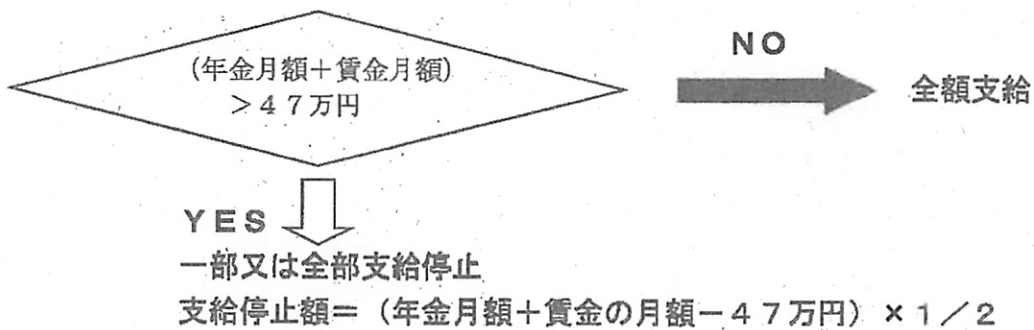 (年金月額＋賃金月額)
＞４７万円
NO
全額支給
YES
一部又は全部支給停止
支給停止額＝（年金月額＋賃金の月額－４７万円）×１／２